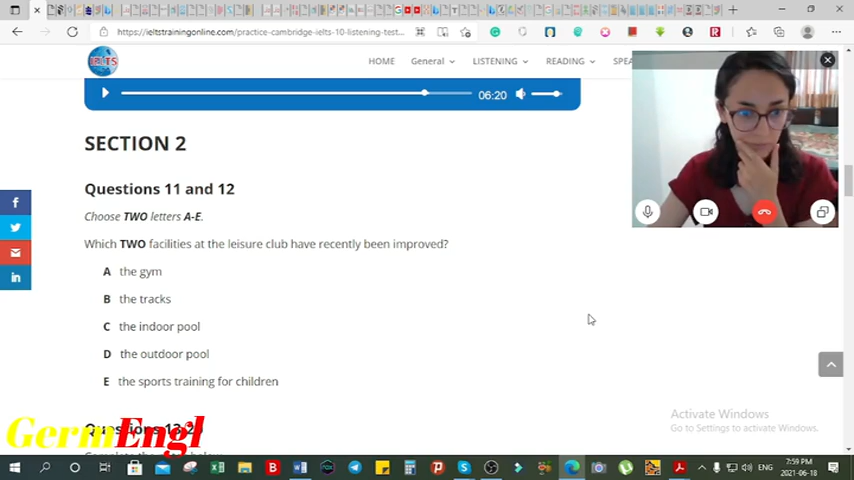 https://ieltstrainingonline.com/practice-cambridge-ielts-10-listening-test...
IELTS
HOME General LISTENING READING SPEA
06:20
SECTION 2
Questions 11 and 12
Choose TWO letters A-E.
Which TWO facilities at the leisure club have recently been improved?
A the gym
B the tracks
C the indoor pool
D the outdoor pool
E the sports training for children
GermEngl
Activate Windows
Go to Settings to activate Windows.
ENG
7:59 PM
2021-06-18